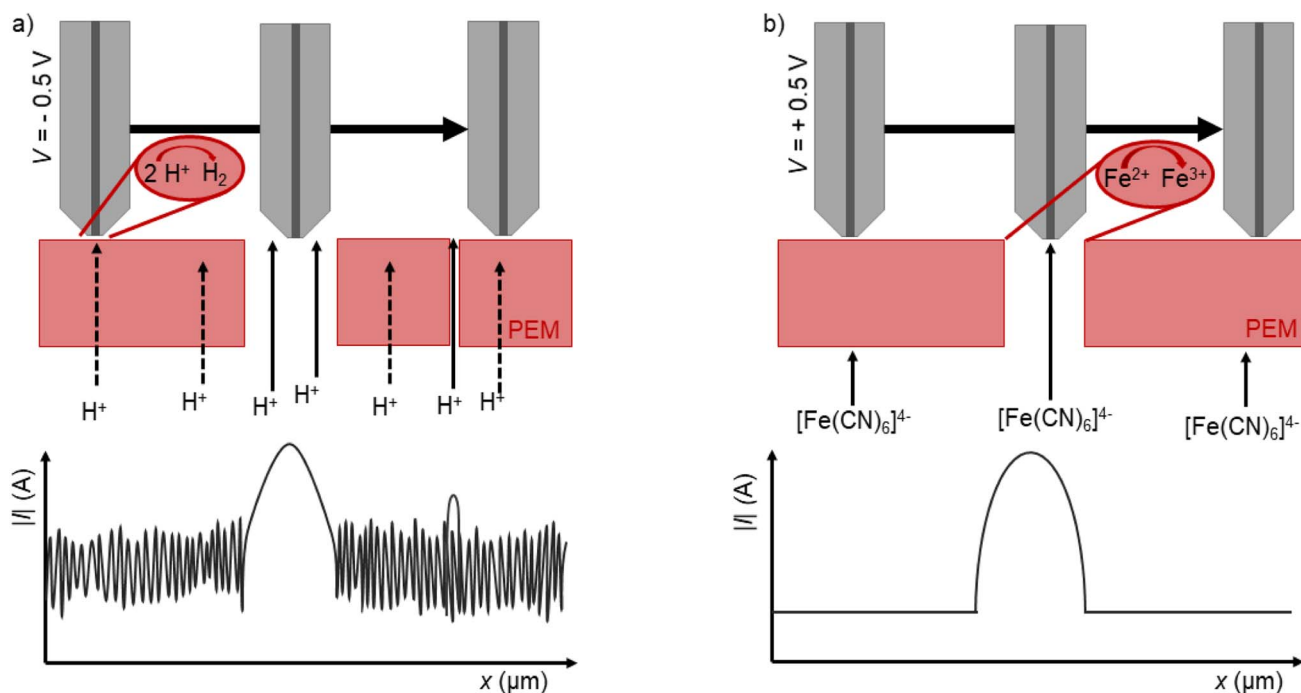 a)
V = - 0.5 V
2 H⁺ H₂
PEM
H⁺
H⁺
H⁺
H⁺
H⁺
H⁺
H⁺
|I| (A)
x (µm)
b)
V = + 0.5 V
Fe²⁺ Fe³⁺
PEM
[Fe(CN)₆]⁴⁻
[Fe(CN)₆]⁴⁻
[Fe(CN)₆]⁴⁻
|I| (A)
x (µm)